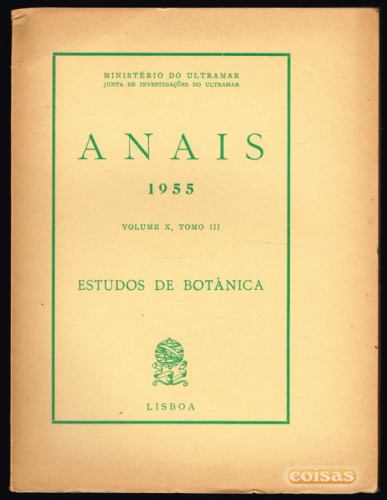 MINISTÉRIO DO ULTRAMAR
JUNTA DE INVESTIGAÇÕES DO ULTRAMAR
ANAIS
1955
VOLUME X, TOMO III
ESTUDOS DE BOTÂNICA
LISBOA
coisas